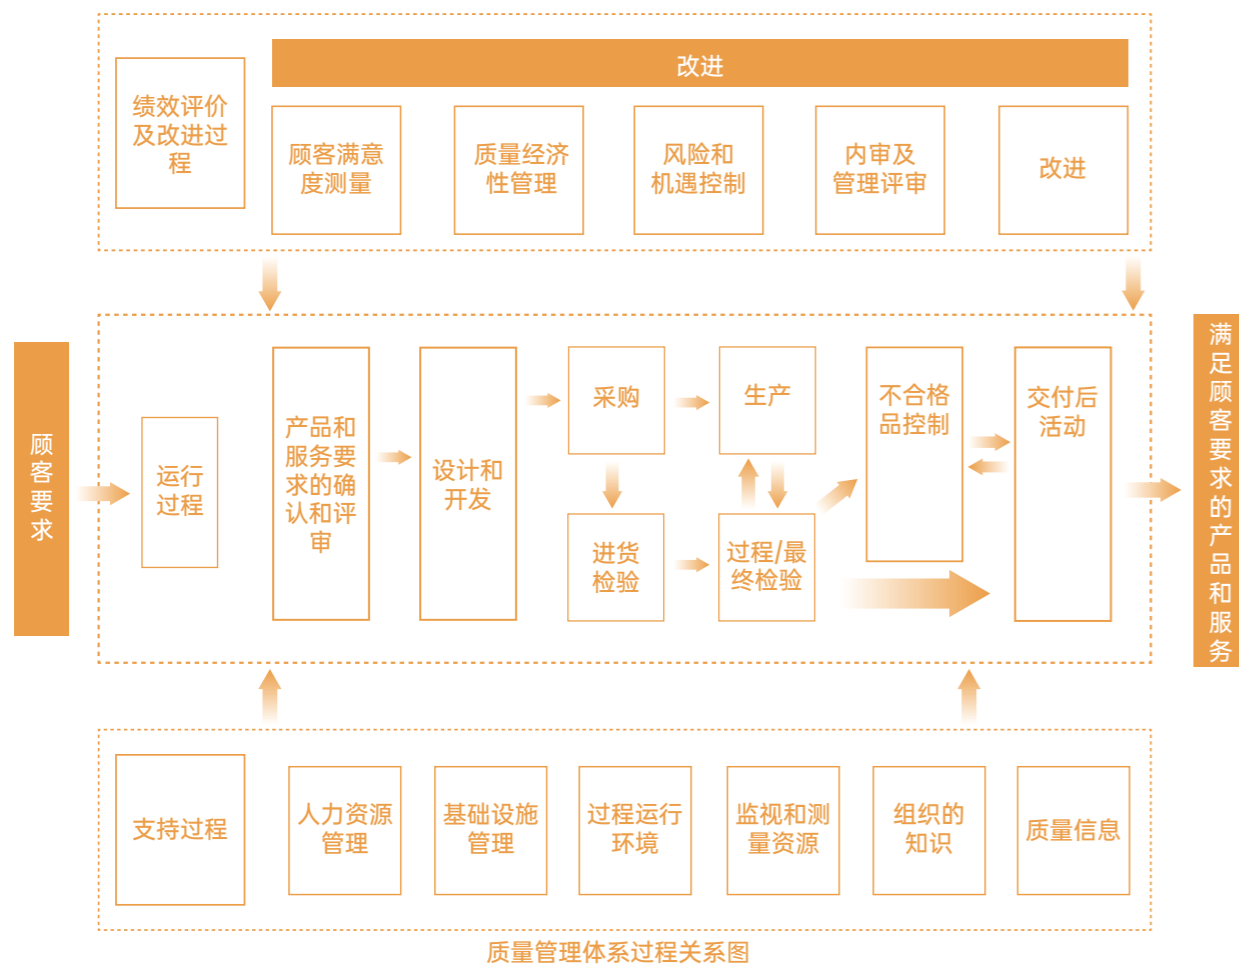 改进
绩效评价
及改进过
程
顾客满意
度测量
质量经济
性管理
风险和
机遇控制
内审及
管理评审
改进
顾
客
要
求
运行
过程
产品和
服务要
求的确
认和评
审
设计和
开发
采购
生产
进货
检验
过程/最
终检验
不合格
品控制
交付后
活动
满
足
顾
客
要
求
的
产
品
和
服
务
支持过程
人力资源
管理
基础设施
管理
过程运行
环境
监视和测
量资源
组织的
知识
质量信息
质量管理体系过程关系图